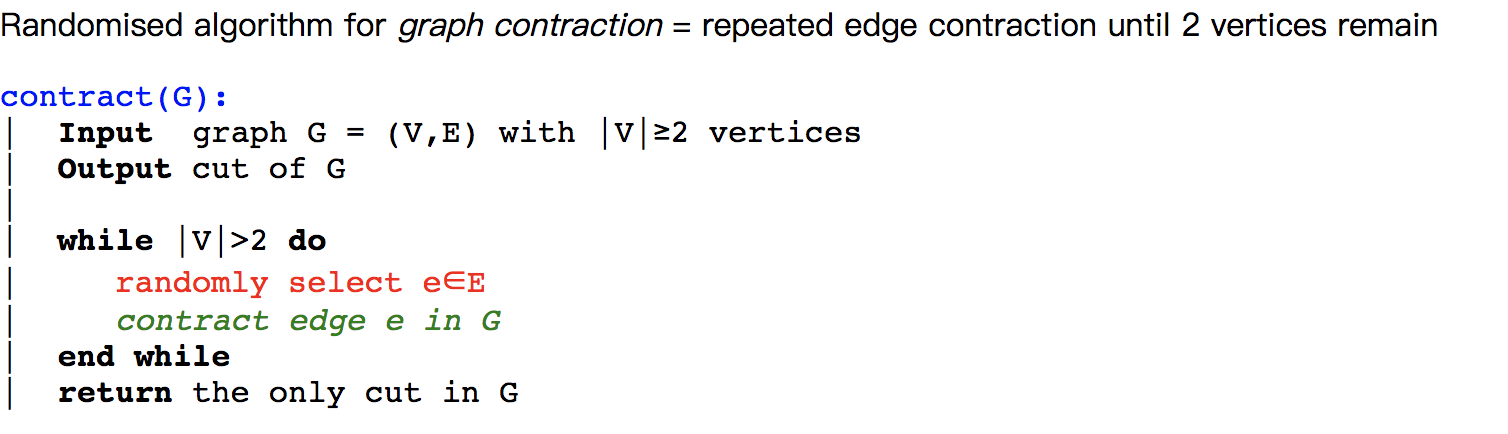 Randomised algorithm for graph contraction = repeated edge contraction until 2 vertices remain
contract(G):
|  Input  graph G = (V,E) with |V|≥2 vertices
|  Output cut of G
|
|  while |V|>2 do
|     randomly select e∈E
|     contract edge e in G
|  end while
|  return the only cut in G